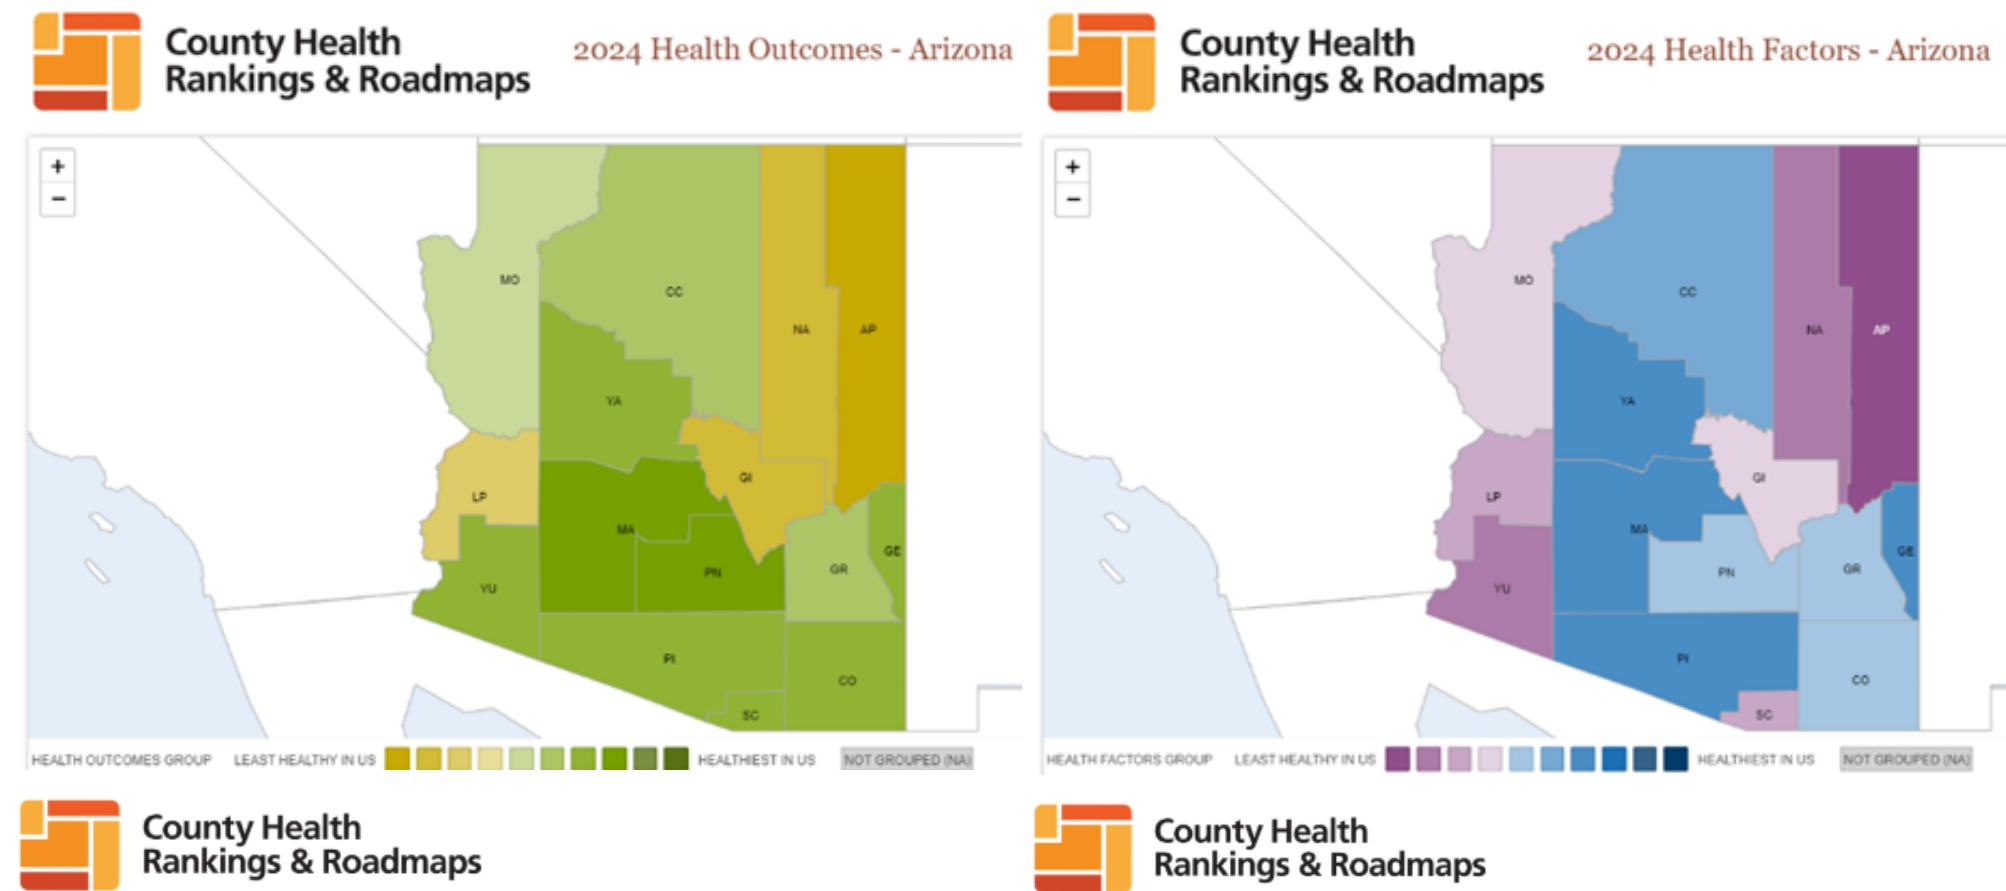 County Health
Rankings & Roadmaps
2024 Health Outcomes - Arizona
+
−
MO
CC
NA
AP
YA
GI
LP
MA
GE
PN
GR
YU
PI
CO
SC
HEALTH OUTCOMES GROUP LEAST HEALTHY IN US HEALTHIEST IN US NOT GROUPED (NA)
County Health
Rankings & Roadmaps
2024 Health Factors - Arizona
+
−
MO
CC
NA
AP
YA
GI
LP
MA
GE
PN
GR
YU
PI
CO
SC
HEALTH FACTORS GROUP LEAST HEALTHY IN US HEALTHIEST IN US NOT GROUPED (NA)
County Health
Rankings & Roadmaps
County Health
Rankings & Roadmaps